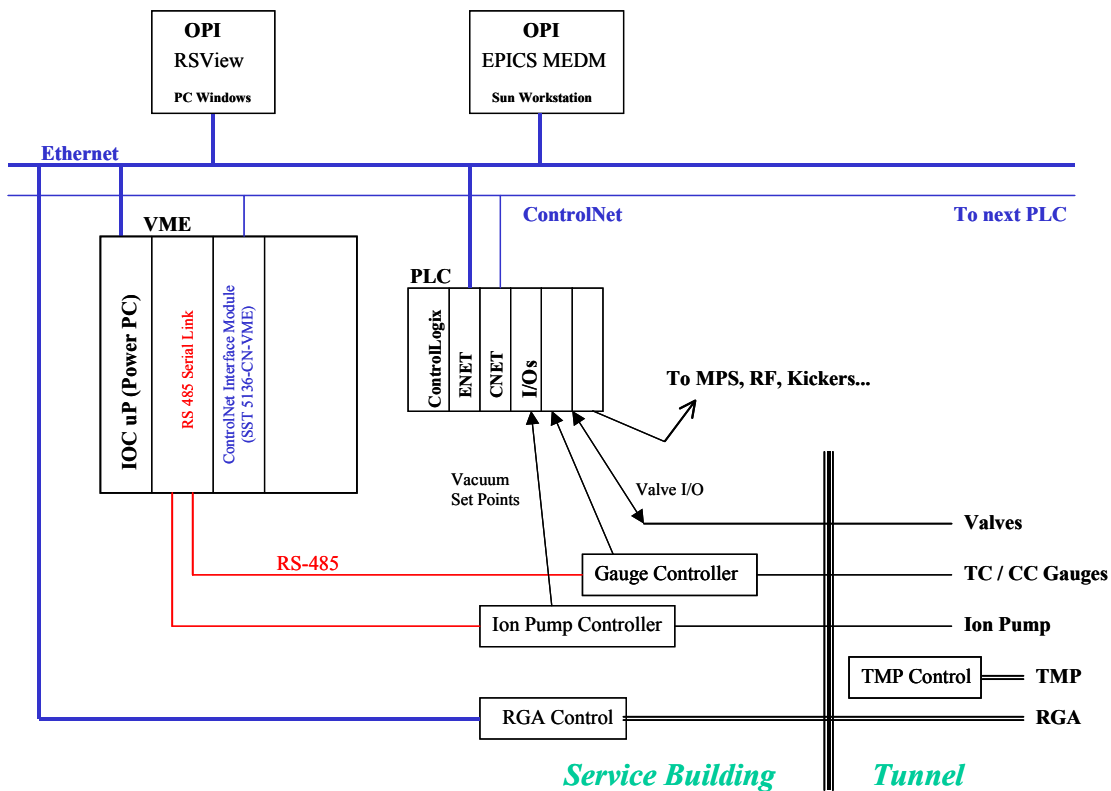 OPI
RSView
PC Windows
OPI
EPICS MEDM
Sun Workstation
Ethernet
ControlNet
To next PLC
VME
IOC uP (Power PC)
RS 485 Serial Link
ControlNet Interface Module
(SST 5136-CN-VME)
PLC
ControlLogix
ENET
CNET
I/Os
To MPS, RF, Kickers...
Vacuum
Set Points
Valve I/O
Valves
RS-485
Gauge Controller
TC / CC Gauges
Ion Pump Controller
Ion Pump
TMP Control
TMP
RGA Control
RGA
Service Building
Tunnel